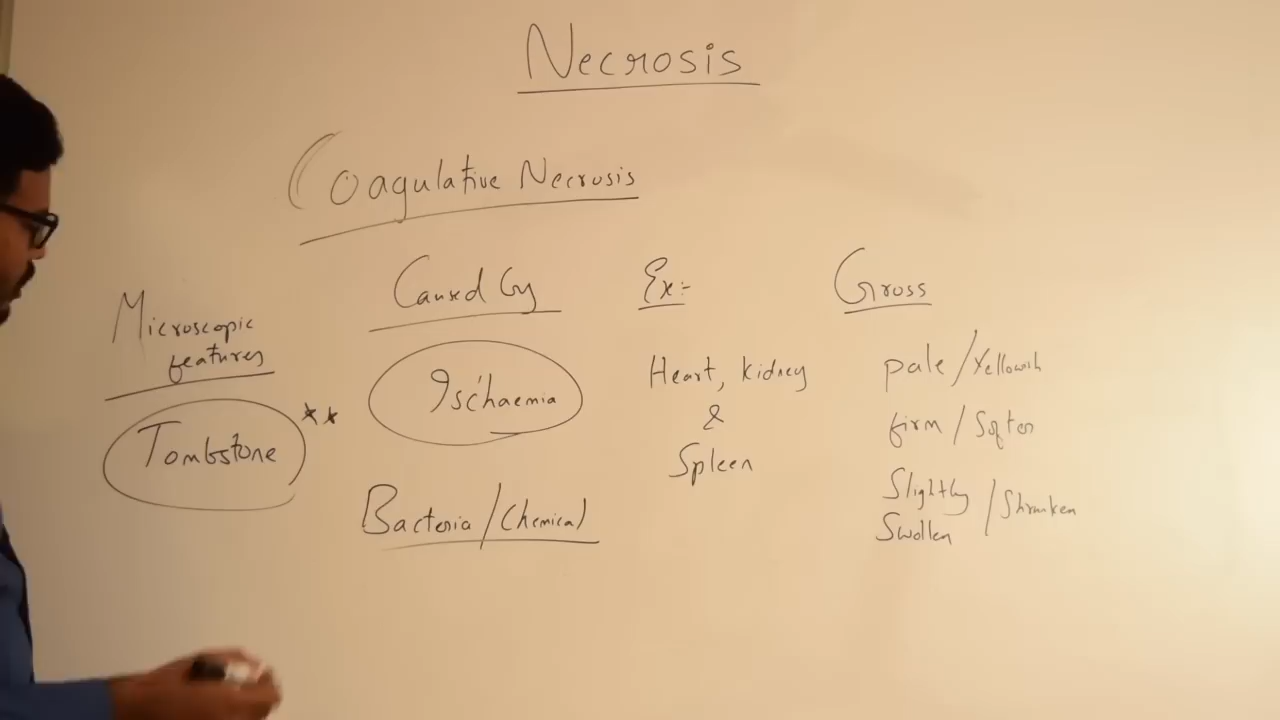 Necrosis
Coagulative Necrosis
Microscopic
features
Tombstone **
Caused by
Ischaemia
Bacteria/Chemical
Ex:-
Heart, Kidney
&
Spleen
Gross
pale/Yellowish
firm/Softer
Slightly
Swollen / Shrunken